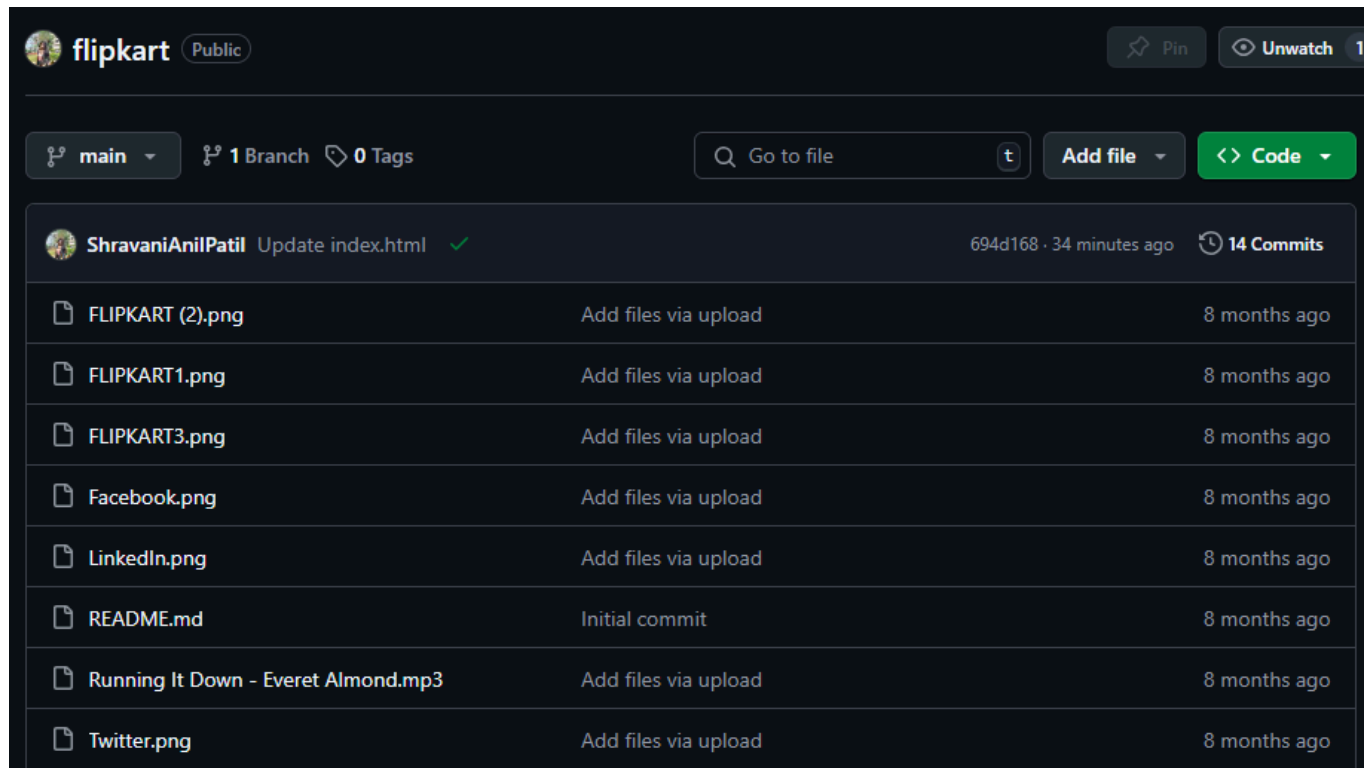 flipkart Public Pin Unwatch 1
main 1 Branch 0 Tags Go to file t Add file <> Code
ShravaniAnilPatil Update index.html 694d168 · 34 minutes ago 14 Commits
FLIPKART (2).png Add files via upload 8 months ago
FLIPKART1.png Add files via upload 8 months ago
FLIPKART3.png Add files via upload 8 months ago
Facebook.png Add files via upload 8 months ago
LinkedIn.png Add files via upload 8 months ago
README.md Initial commit 8 months ago
Running It Down - Everet Almond.mp3 Add files via upload 8 months ago
Twitter.png Add files via upload 8 months ago